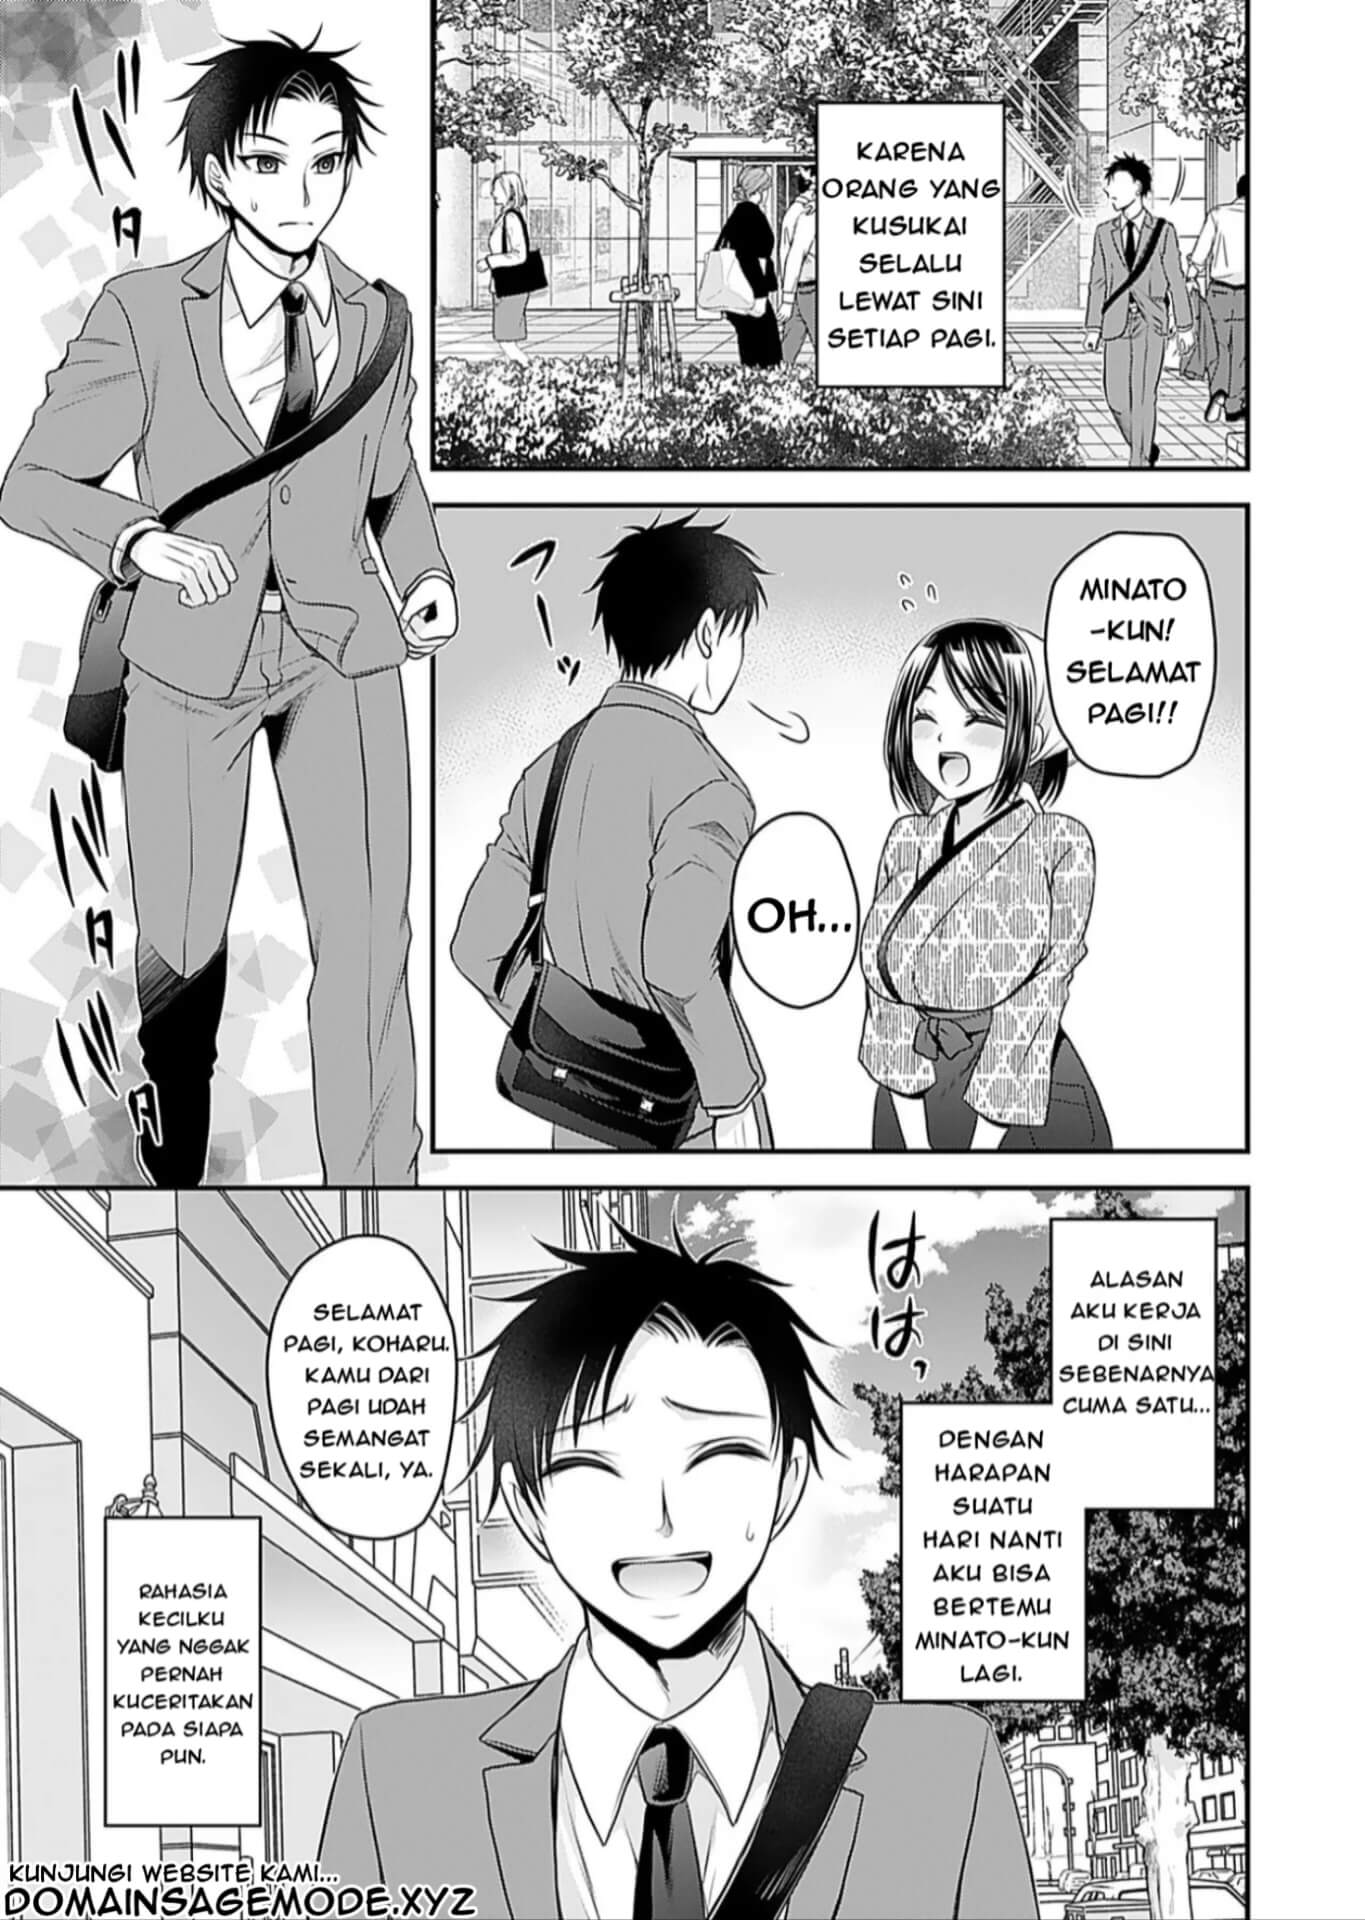 KARENA
ORANG YANG
KUSUKAI
SELALU
LEWAT SINI
SETIAP PAGI.
タ
タ
タ
MINATO
-KUN!
SELAMAT
PAGI!!
OH...
ALASAN
AKU KERJA
DI SINI
SEBENARNYA
CUMA SATU...
DENGAN
HARAPAN
SUATU
HARI NANTI
AKU BISA
BERTEMU
MINATO-KUN
LAGI.
はは、
SELAMAT
PAGI, KOHARU.
KAMU DARI
PAGI UDAH
SEMANGAT
SEKALI, YA.
RAHASIA
KECILKU
YANG NGGAK
PERNAH
KUCERITAKAN
PADA SIAPA
PUN.
KUNJUNGI WEBSITE KAMI...
DOMAINSAGEMODE.XYZ